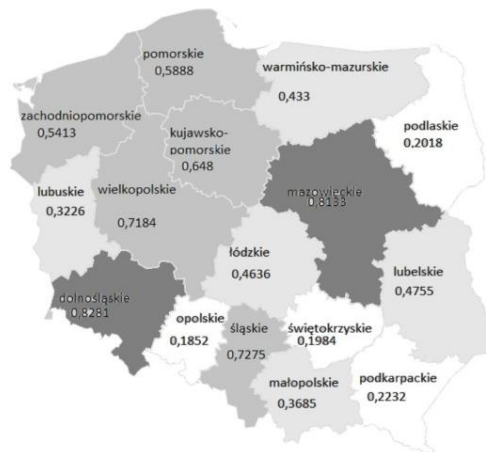 pomorskie
0,5888
warmińsko-mazurskie
0,433
zachodniopomorskie
0,5413
kujawsko-
pomorskie
0,648
podlaskie
0,2018
lubuskie
0,3226
wielkopolskie
0,7184
mazowieckie
0,8133
łódzkie
0,4636
lubelskie
0,4755
dolnośląskie
0,8281
opolskie
0,1852
śląskie
0,7275
świętokrzyskie
0,1984
małopolskie
0,3685
podkarpackie
0,2232